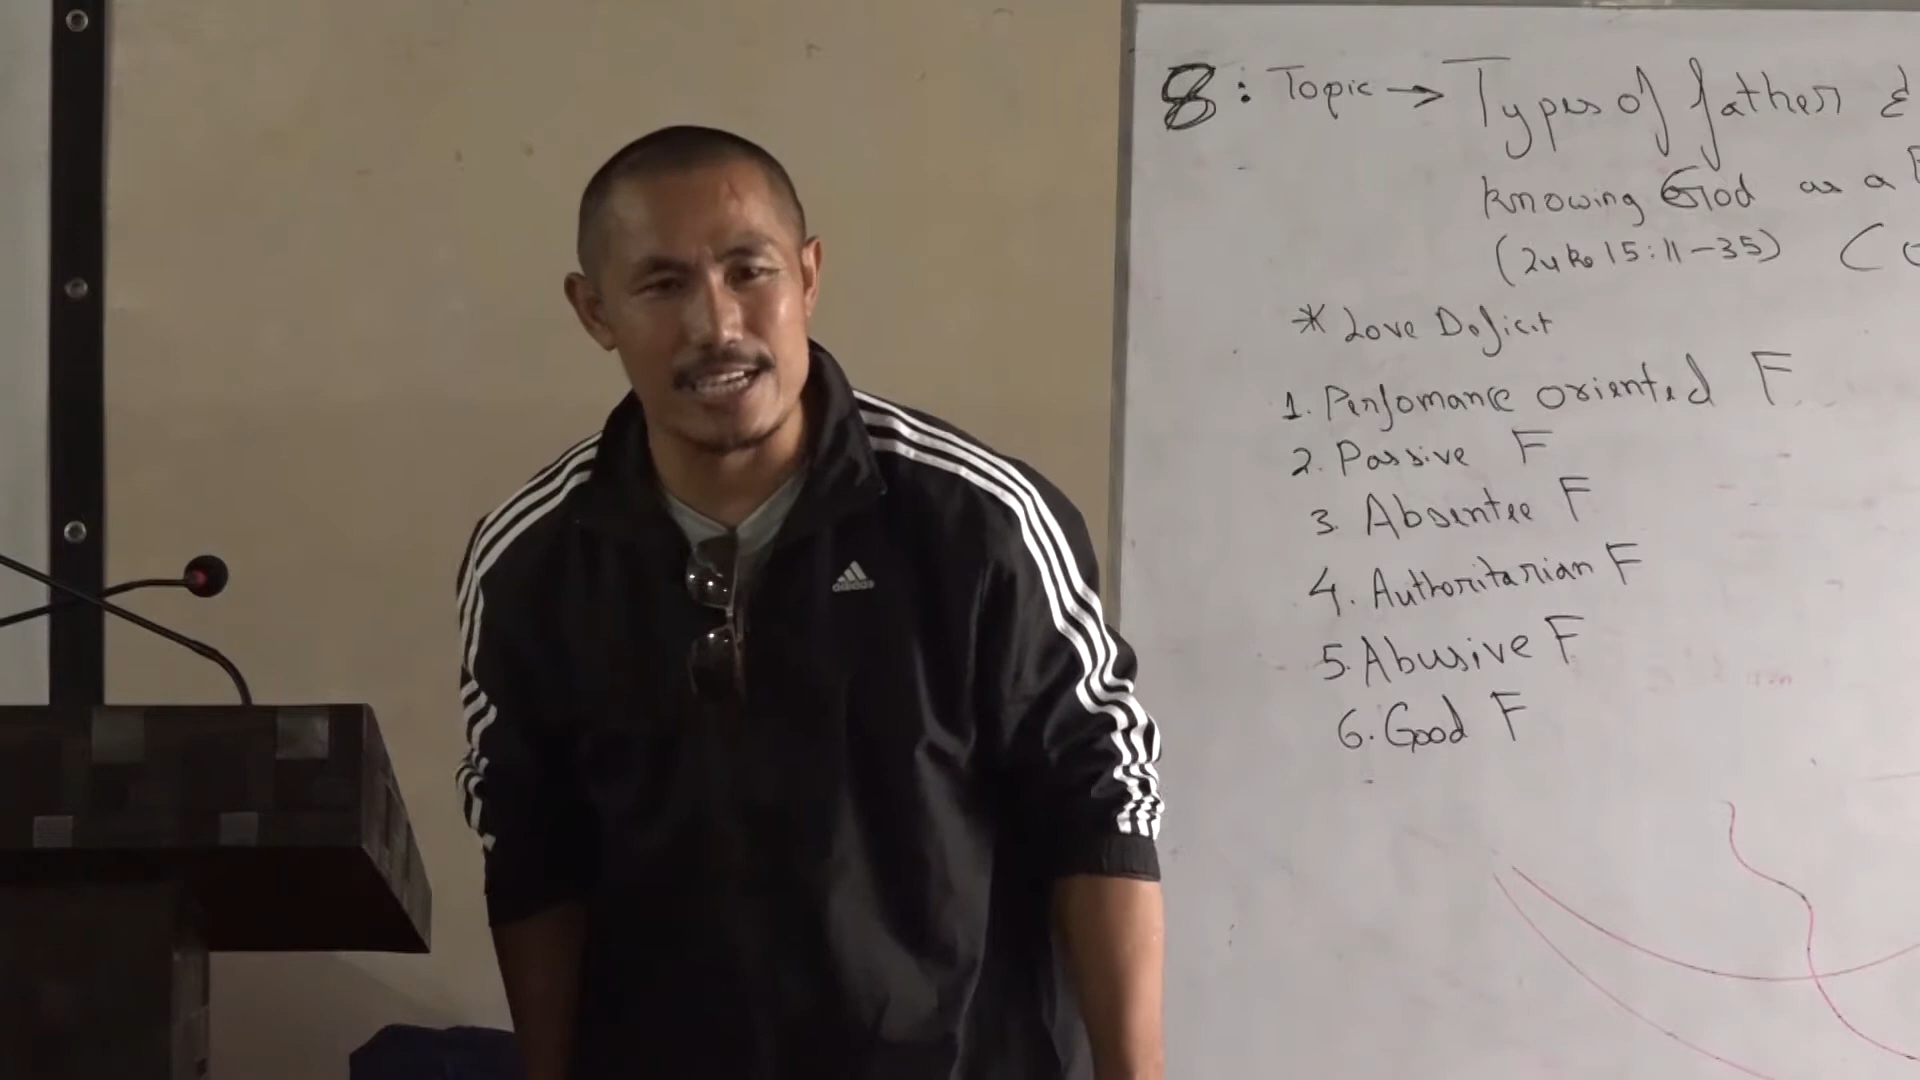 8: Topic → Types of father &
knowing God as a
(Luke 15:11-35) (
* Love Deficit
1. Perfomance oriented F
2. Passive F
3. Absentee F
4. Authoritarian F
5. Abusive F
6. Good F
adidas